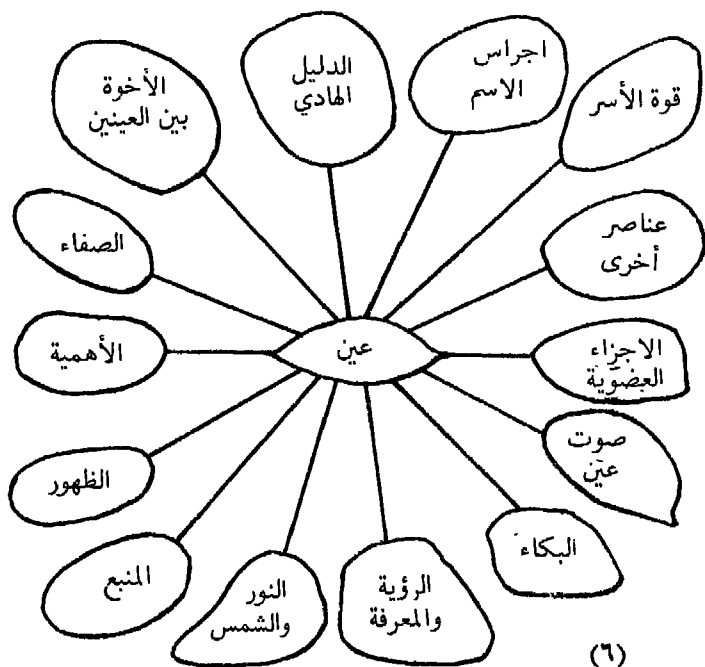 اجراس
الاسم
الدليل
الهادي
الأخوة
بين العينين
قوة الأسر
الصفاء
عناصر
أخرى
عين
الأهمية
الاجزاء
العضوية
صوت
عين
الظهور
البكاء
المنبع
النور
والشمس
الرؤية
والمعرفة
(٦)